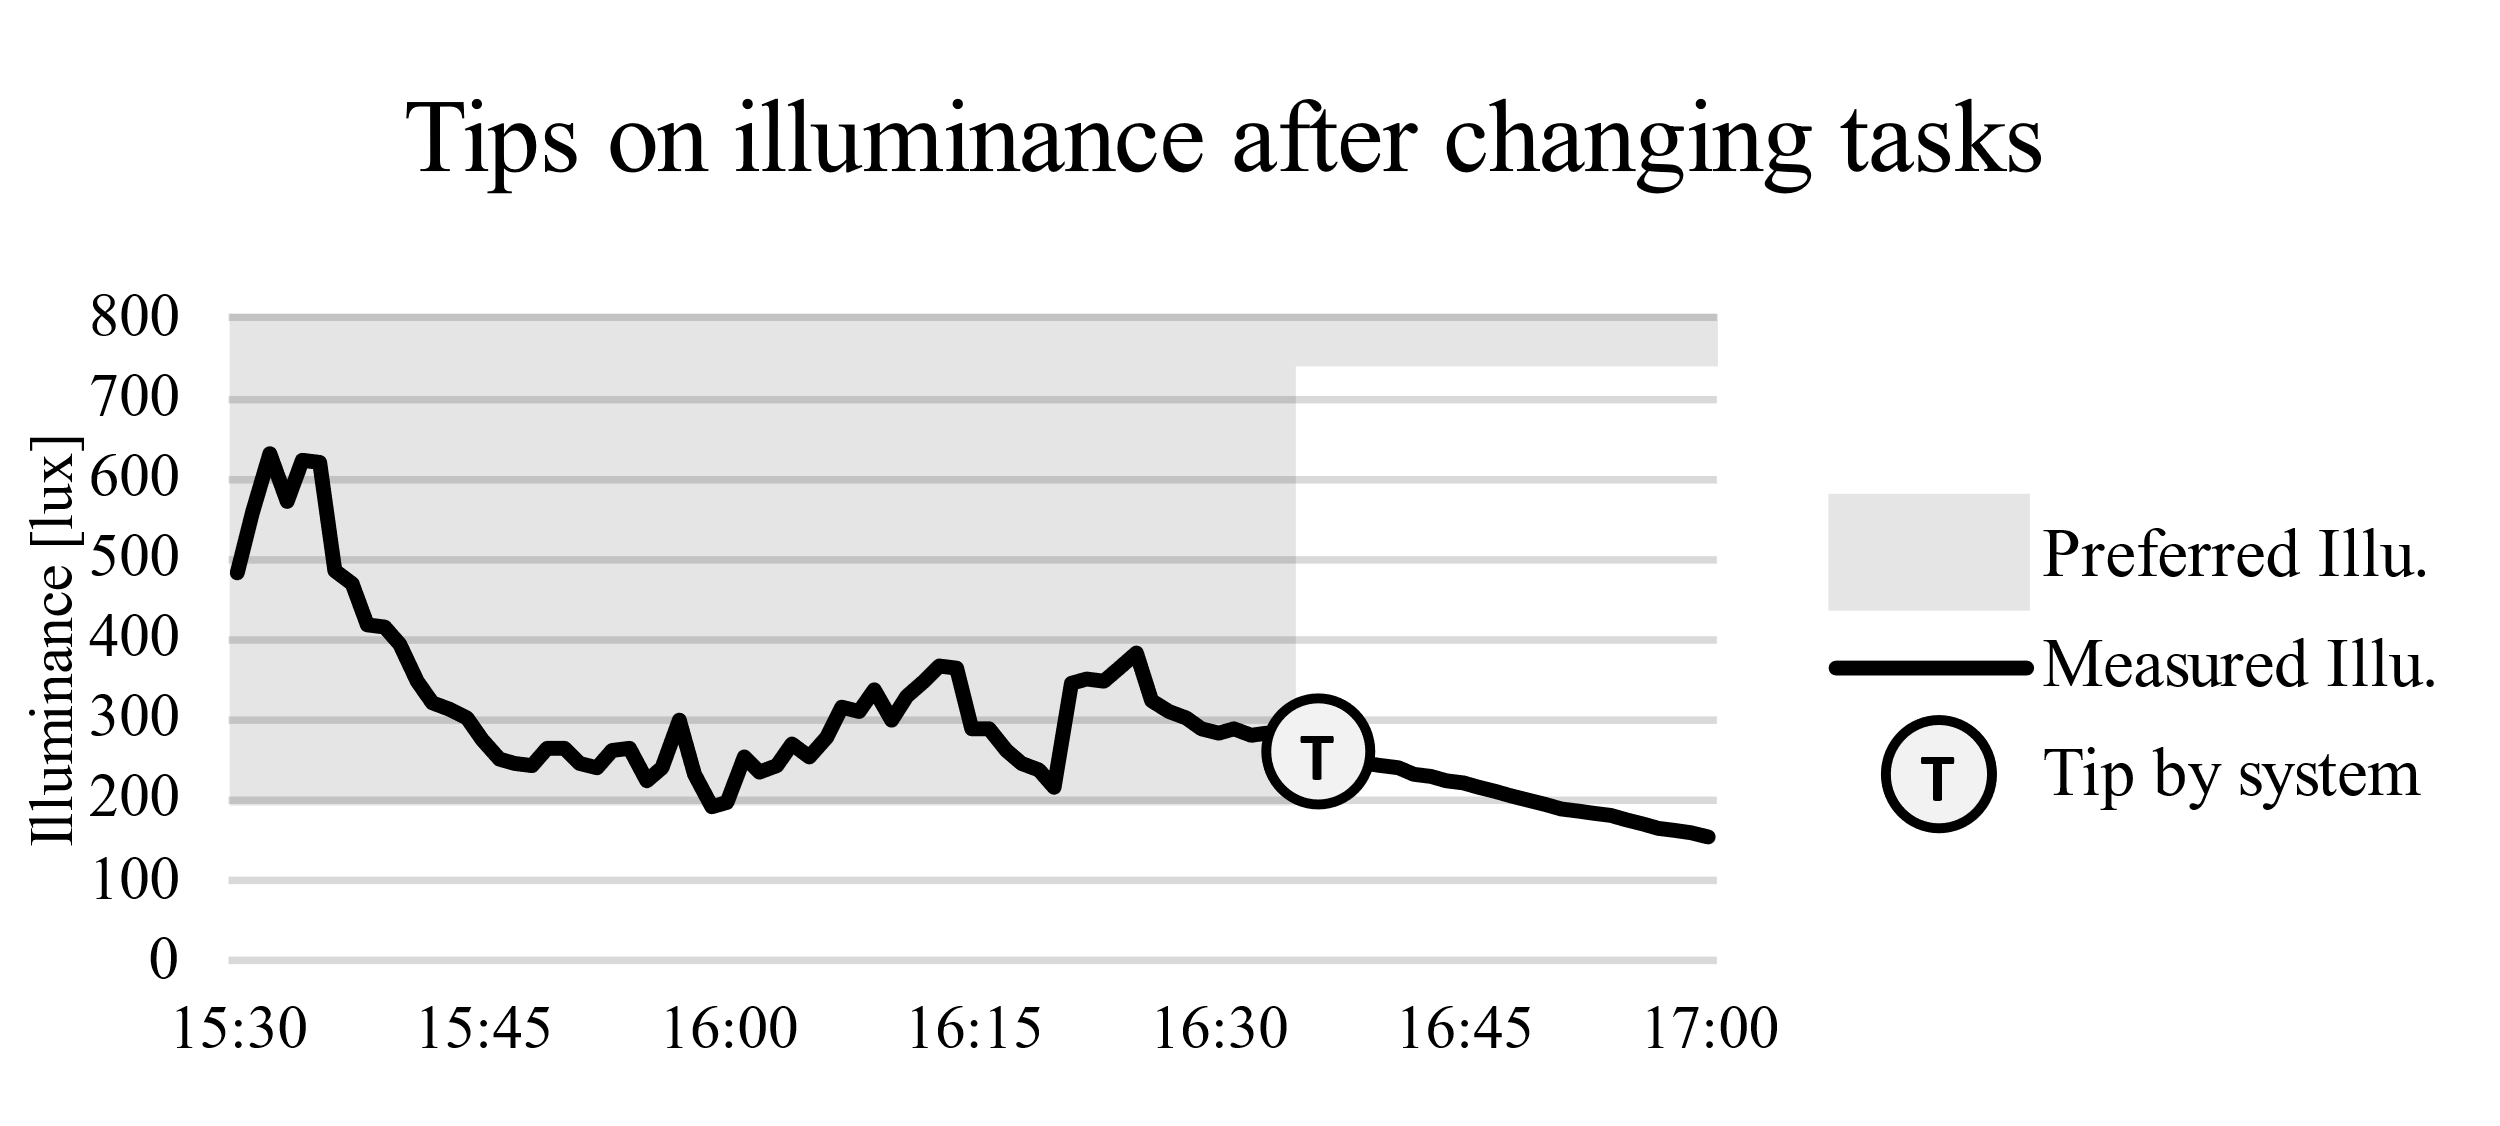 Tips on illuminance after changing tasks
Illuminance [lux]
800
700
600
500
400
300
200
100
0
15:30 15:45 16:00 16:15 16:30 16:45 17:00
T
Preferred Illu.
Measured Illu.
T Tip by system